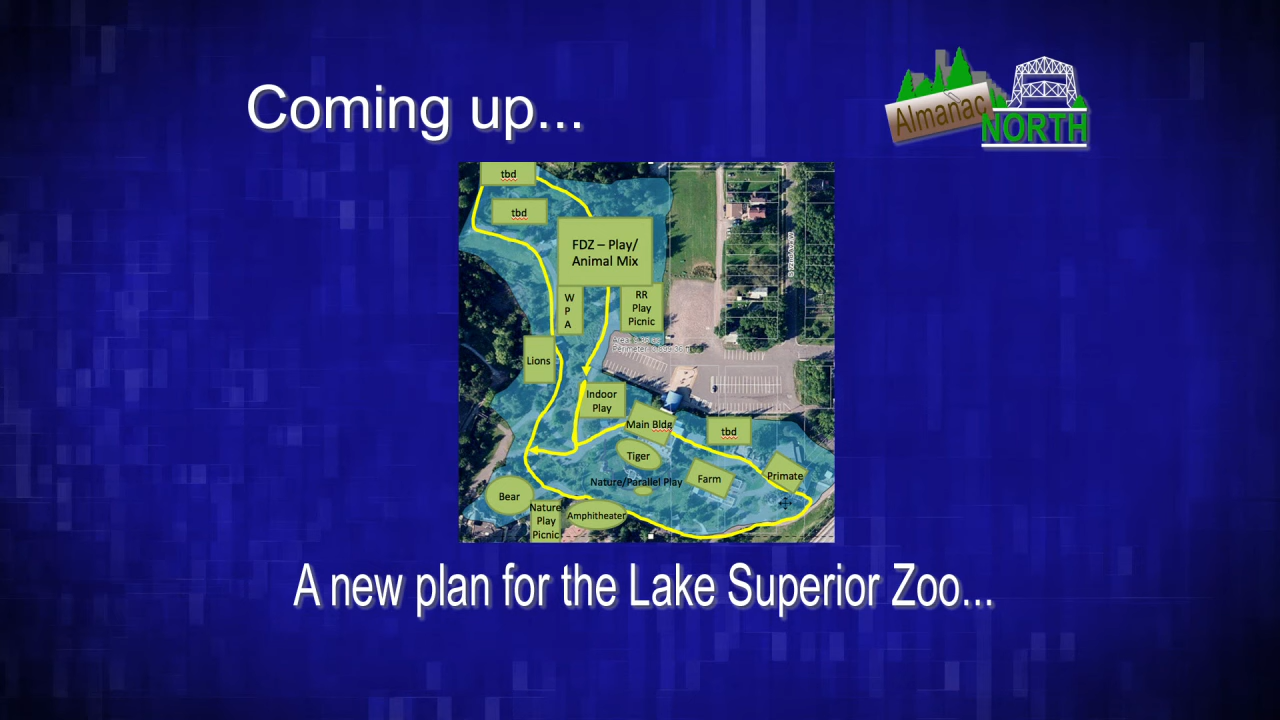 Coming up...
Almanac
NORTH
tbd
tbd
FDZ – Play/
Animal Mix
W
P
A
RR
Play
Picnic
Lions
Indoor
Play
Main Bldg
tbd
Tiger
Nature/Parallel Play
Farm
Primate
Bear
Nature
Play
Picnic
Amphitheater
A new plan for the Lake Superior Zoo...